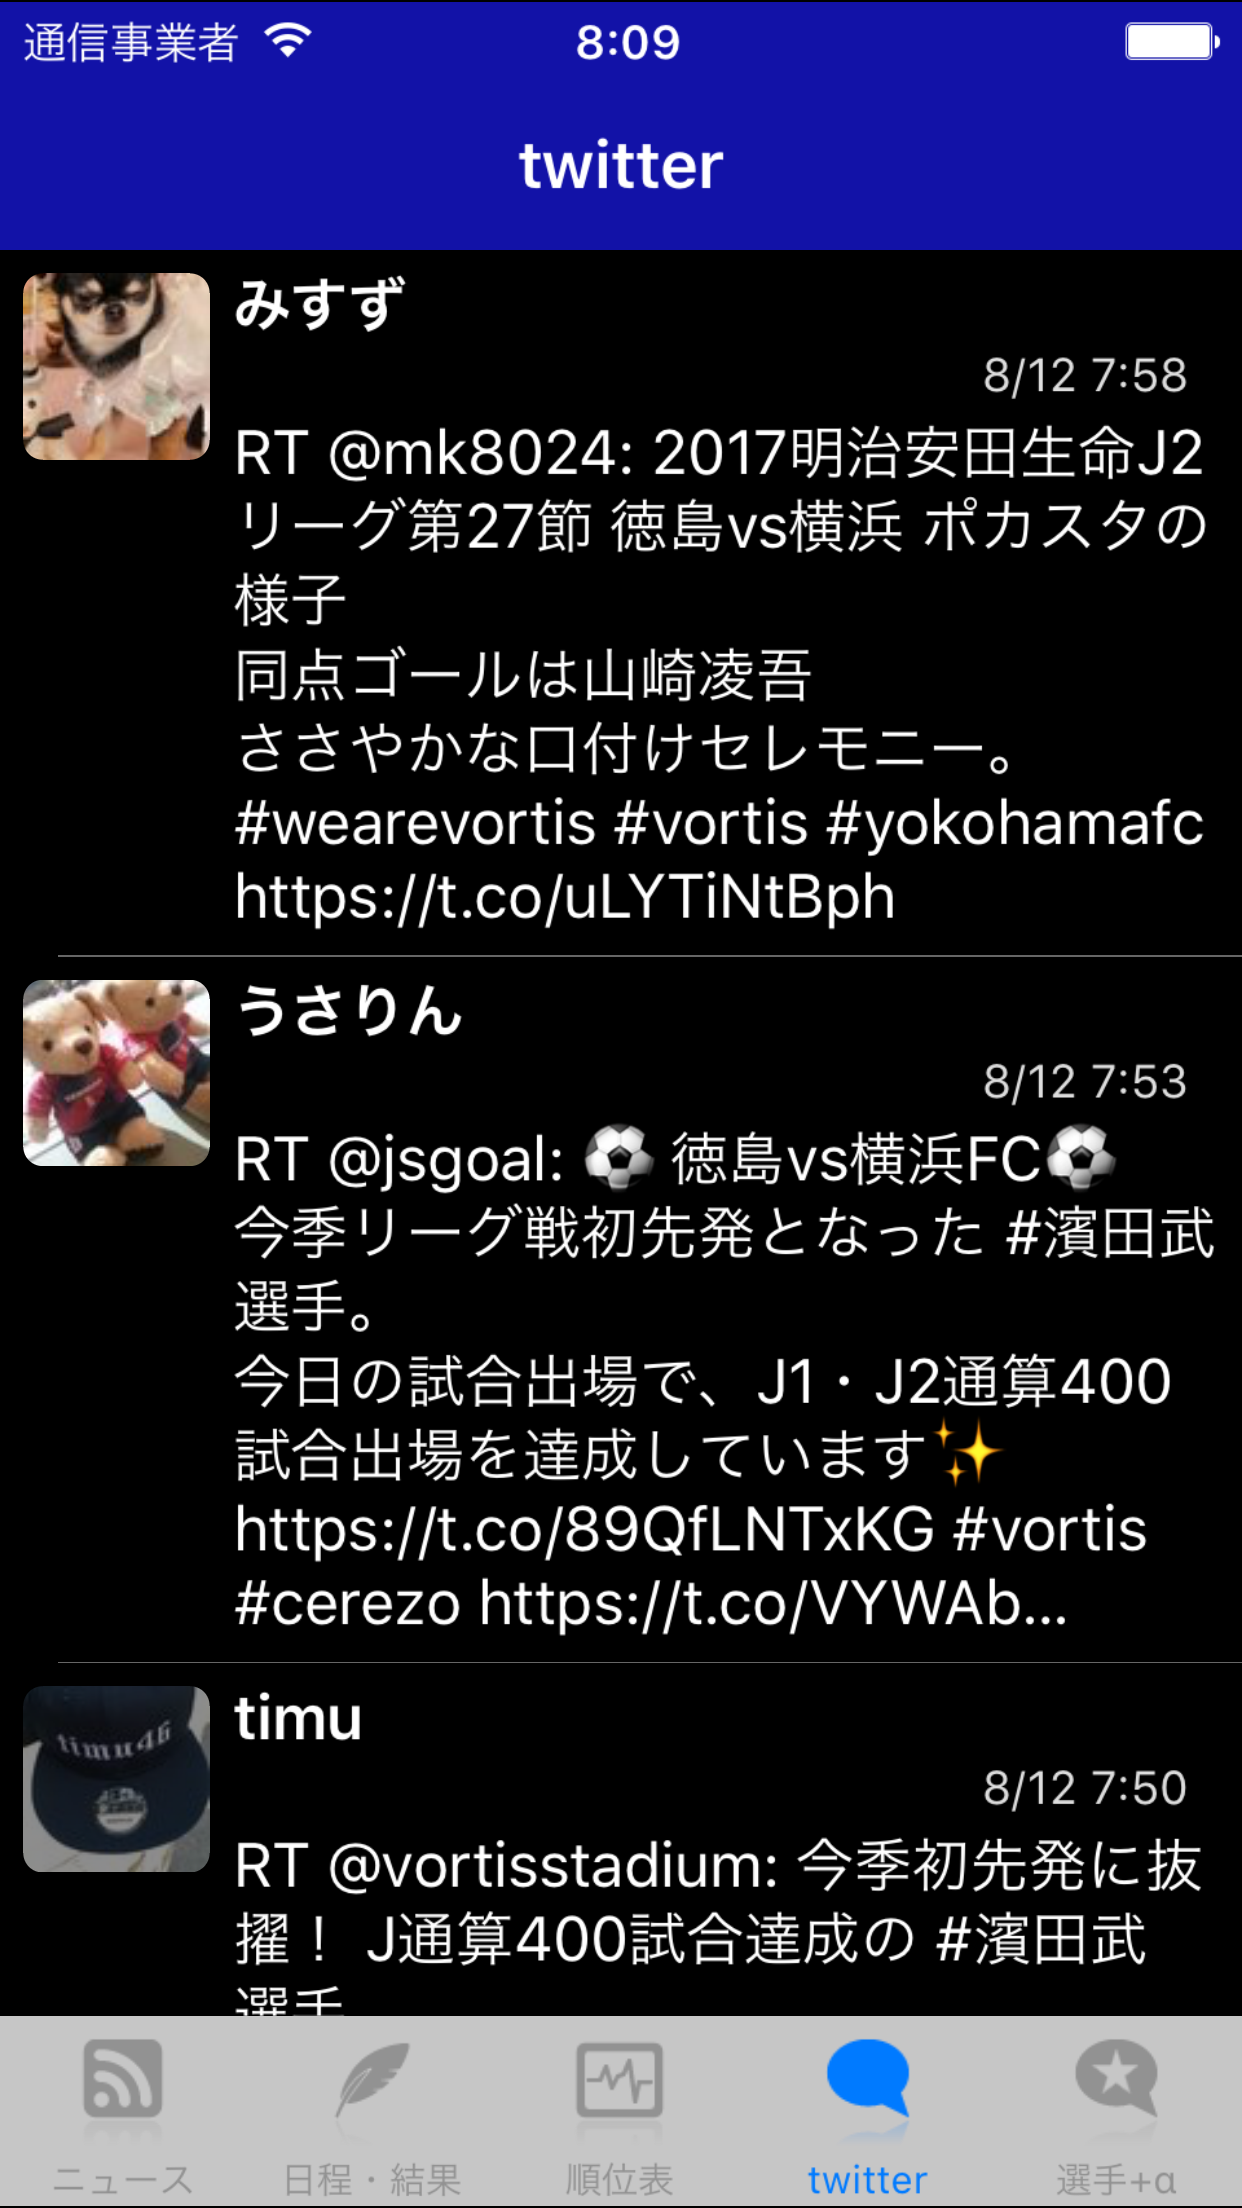 通信事業者 8:09
twitter
みすず
8/12 7:58
RT @mk8024: 2017明治安田生命J2
リーグ第27節 徳島vs横浜 ポカスタの
様子
同点ゴールは山崎凌吾
ささやかな口付けセレモニー。
#wearevortis #vortis #yokohamafc
https://t.co/uLYTiNtBph
うさりん
8/12 7:53
RT @jsgoal: ⚽ 徳島vs横浜FC⚽
今季リーグ戦初先発となった #濱田武
選手。
今日の試合出場で、J1・J2通算400
試合出場を達成しています✨
https://t.co/89QfLNTxKG #vortis
#cerezo https://t.co/VYWAb…
timu46
timu
8/12 7:50
RT @vortisstadium: 今季初先発に抜
擢！ J通算400試合達成の #濱田武
選手
ニュース 日程・結果 順位表 twitter 選手+α